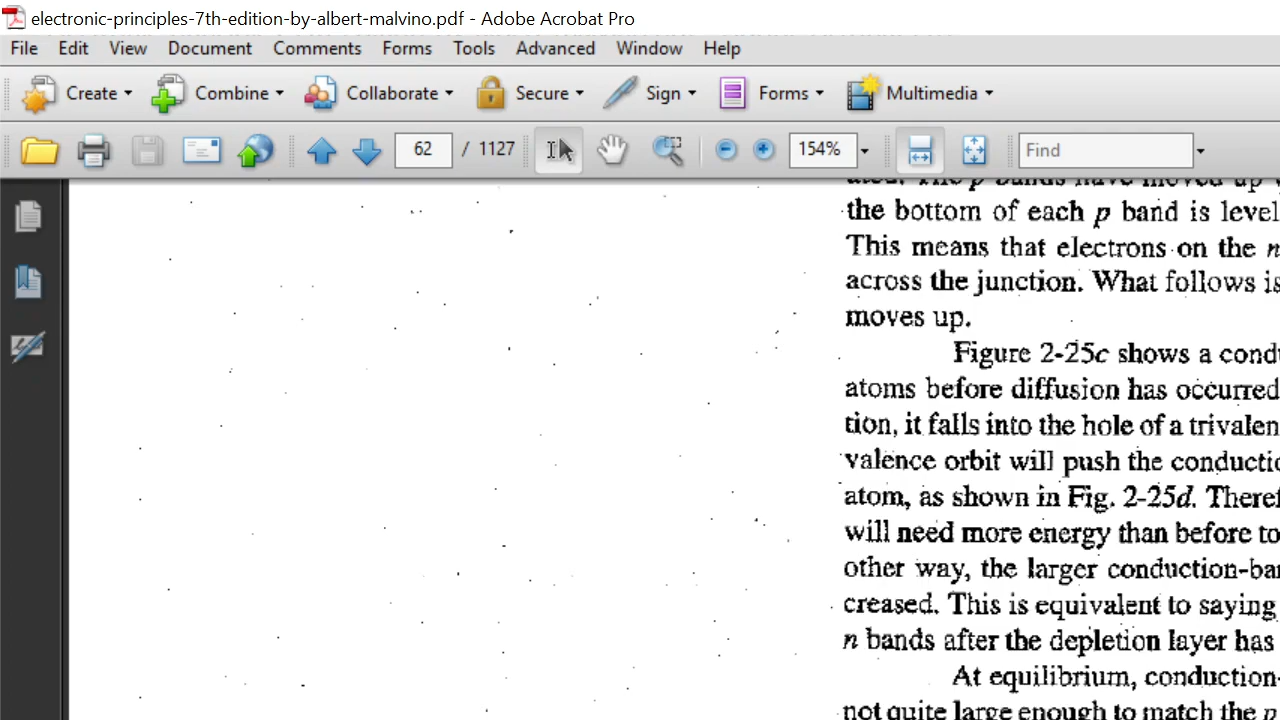 electronic-principles-7th-edition-by-albert-malvino.pdf - Adobe Acrobat Pro
File Edit View Document Comments Forms Tools Advanced Window Help
Create Combine Collaborate Secure Sign Forms Multimedia
62 / 1127 154% Find
the bottom of each p band is level
This means that electrons on the n
across the junction. What follows is
moves up.
Figure 2-25c shows a cond
atoms before diffusion has occurred
tion, it falls into the hole of a trivalen
valence orbit will push the conductio
atom, as shown in Fig. 2-25d. Theref
will need more energy than before to
other way, the larger conduction-ba
creased. This is equivalent to saying
n bands after the depletion layer has
At equilibrium, conduction-
not quite large enough to match the n